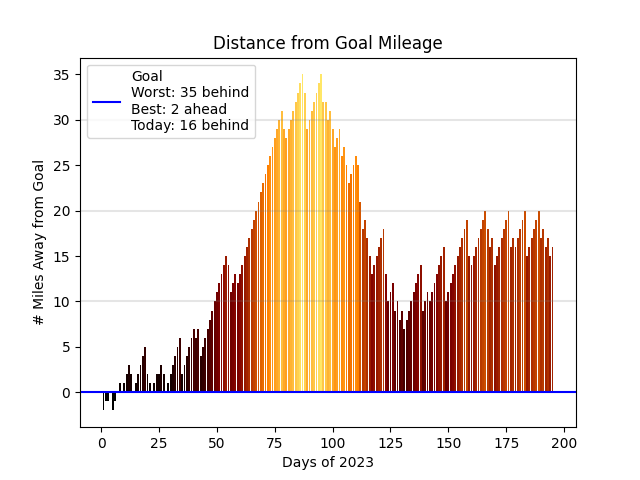 Distance from Goal Mileage
Goal
Worst: 35 behind
Best: 2 ahead
Today: 16 behind
# Miles Away from Goal
35
30
25
20
15
10
5
0
0
25
50
75
100
125
150
175
200
Days of 2023